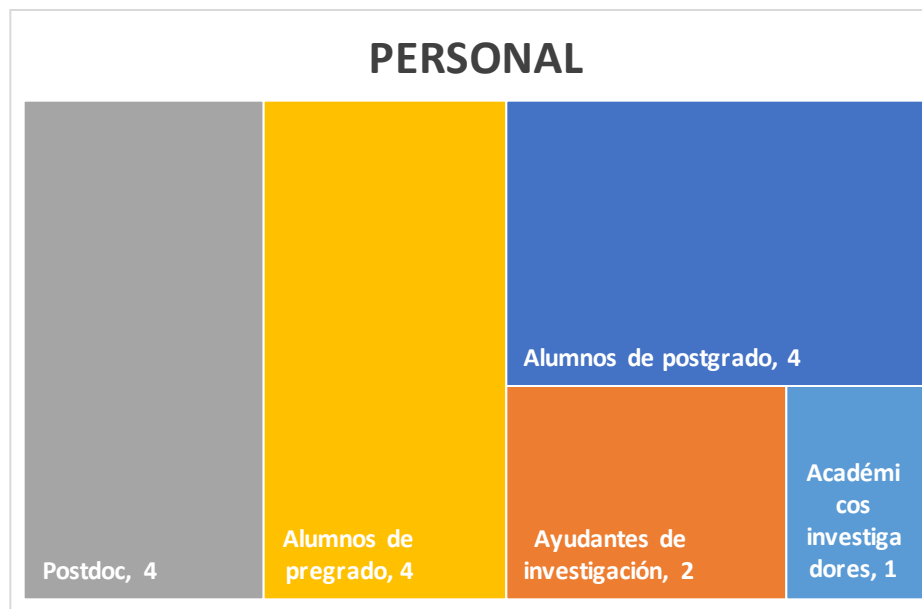 PERSONAL
Postdoc, 4
Alumnos de
pregrado, 4
Alumnos de postgrado, 4
Ayudantes de
investigación, 2
Académi
cos
investiga
dores, 1